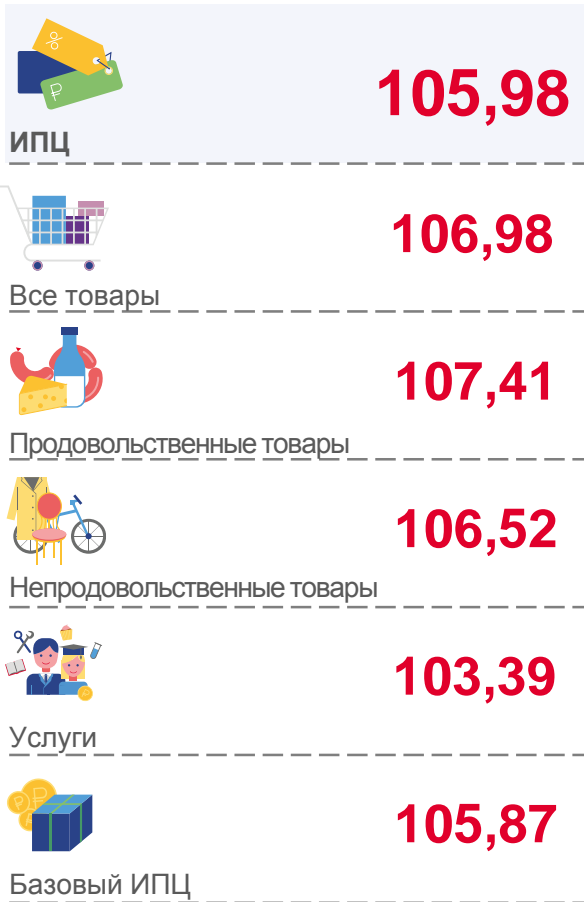 %
₽
105,98
ИПЦ
106,98
Все товары
107,41
Продовольственные товары
106,52
Непродовольственные товары
103,39
Услуги
₽
₽
105,87
Базовый ИПЦ